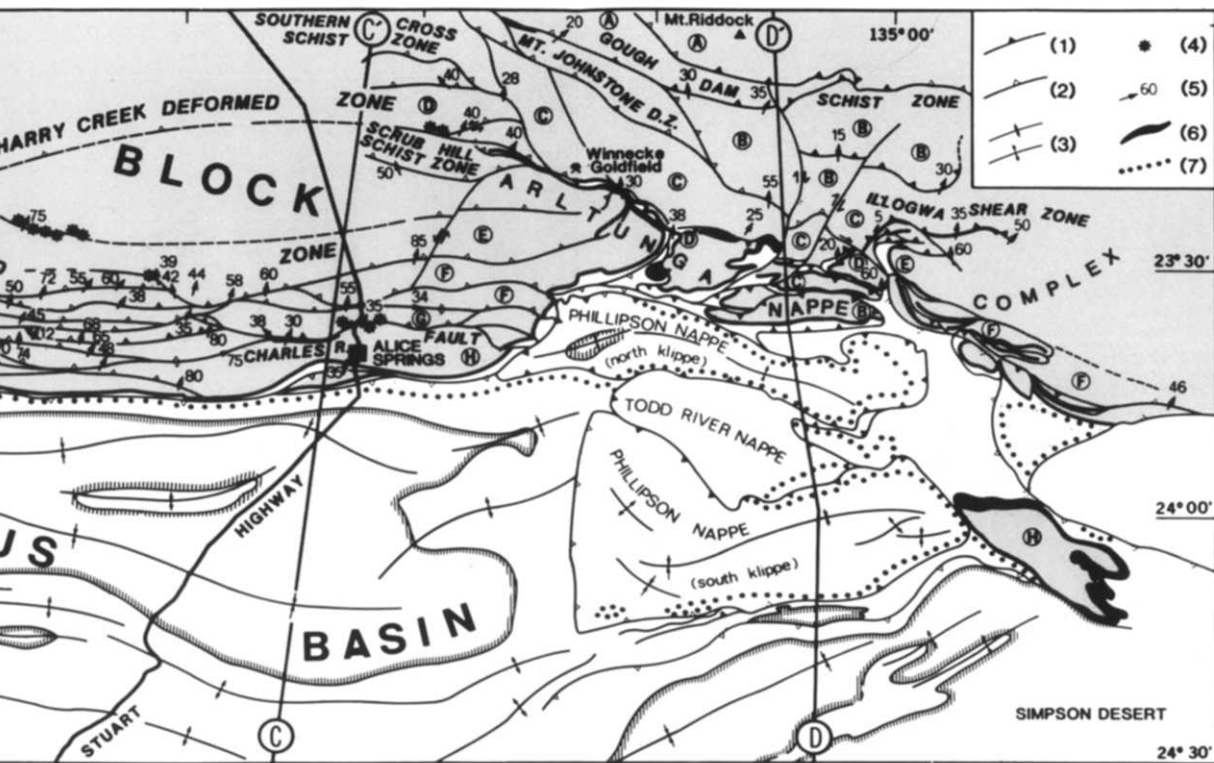 SOUTHERN CROSS
SCHIST ZONE
C'
20
A
Mt. Riddock
D'
135° 00'
(1)
(2)
(3)
(4)
60 (5)
(6)
(7)
GOUGH
DAM
SCHIST ZONE
MT. JOHNSTONE D.Z.
A
30
35
40
28
HARRY CREEK DEFORMED
ZONE
D
40
40
C
B
B
B
15
SCRUB HILL
SCHIST ZONE
50
Winnecke
Goldfield
30
C
B
30
55
BLOCK
ARLTUNGA
NAPPE
38
25
ILLOGWA SHEAR ZONE
5
35
50
60
C
C
D
20
D
60
E
C
B
75
ZONE
85
E
F
F
23° 30'
COMPLEX
39
42
44
50
72
55
60
38
58
60
55
35
34
G
45
68
35
80
38
30
75
74
80
35
FAULT
CHARLES R.
ALICE
SPRINGS
H
PHILLIPSON NAPPE
(north klippe)
F
F
46
TODD RIVER NAPPE
PHILLIPSON NAPPE
(south klippe)
HIGHWAY
24° 00'
H
US
BASIN
STUART
C
D
SIMPSON DESERT
24° 30'